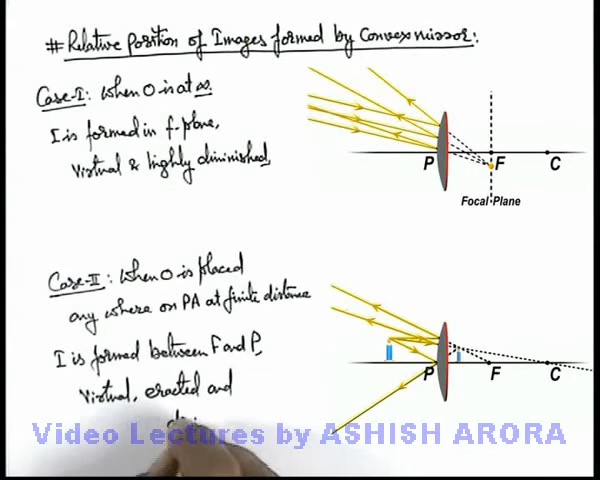 # Relative position of Images formed by Convex mirror:
Case-I: When O is at ∞.
I is formed in f-plane,
Virtual & highly diminished.
P F C
Focal Plane
Case-II: When O is placed
any where on PA at finite distance
I is formed between F and P,
Virtual, erected and
P F C
Video Lectures by ASHISH ARORA